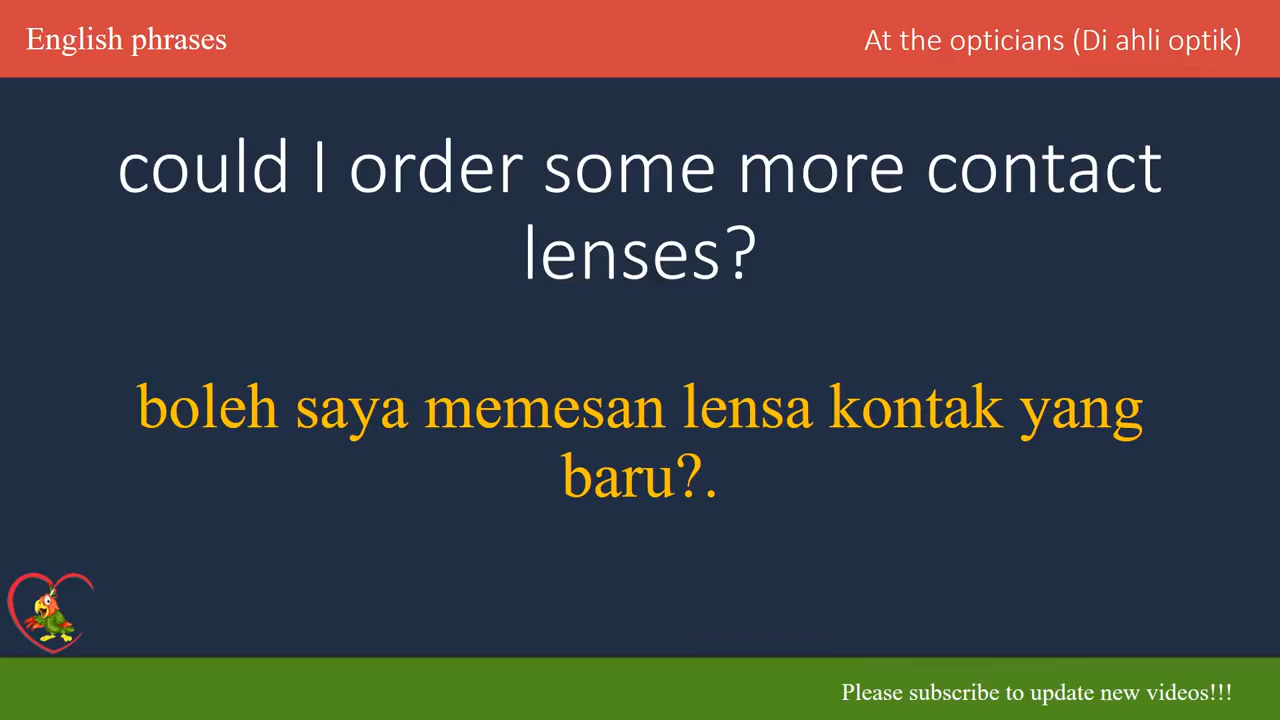 English phrases
At the opticians (Di ahli optik)
could I order some more contact
lenses?
boleh saya memesan lensa kontak yang
baru?.
Please subscribe to update new videos!!!